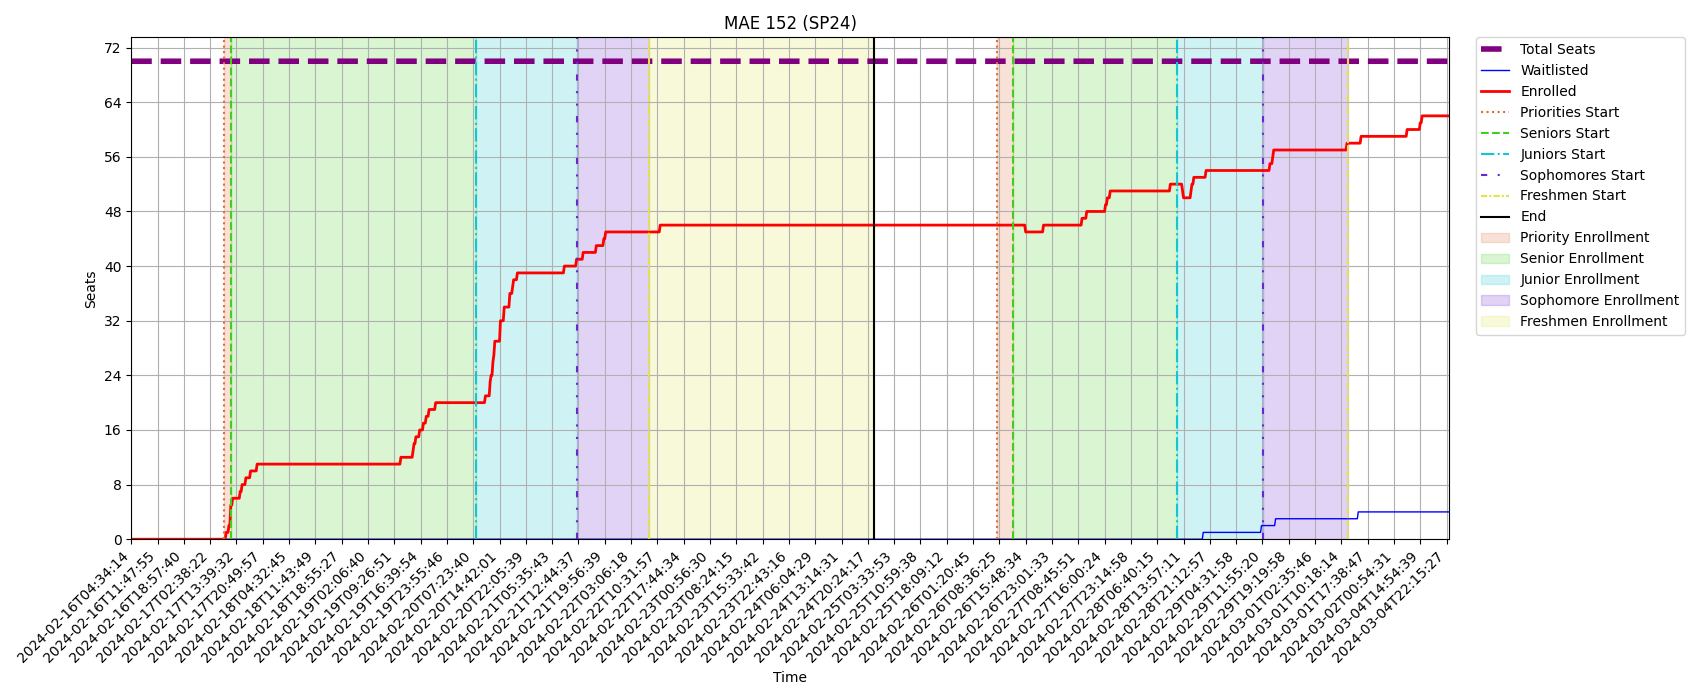 MAE 152 (SP24)
72
64
56
48
40
32
24
16
8
0
Seats
2024-02-16T04:34:14
2024-02-16T11:47:55
2024-02-16T18:57:40
2024-02-17T02:38:22
2024-02-17T13:39:32
2024-02-17T20:49:57
2024-02-18T04:32:45
2024-02-18T11:43:49
2024-02-18T18:55:27
2024-02-19T02:06:40
2024-02-19T09:26:51
2024-02-19T16:39:54
2024-02-19T23:55:46
2024-02-20T07:23:40
2024-02-20T14:42:01
2024-02-20T22:05:39
2024-02-21T05:35:43
2024-02-21T12:44:37
2024-02-21T19:56:39
2024-02-22T03:06:18
2024-02-22T10:31:57
2024-02-22T17:44:34
2024-02-23T00:56:30
2024-02-23T08:24:15
2024-02-23T15:33:42
2024-02-23T22:43:16
2024-02-24T06:04:29
2024-02-24T13:14:31
2024-02-24T20:24:17
2024-02-25T03:33:53
2024-02-25T10:59:38
2024-02-25T18:09:12
2024-02-26T01:20:45
2024-02-26T08:36:25
2024-02-26T15:48:34
2024-02-26T23:01:33
2024-02-27T08:45:51
2024-02-27T16:00:24
2024-02-27T23:14:58
2024-02-28T06:40:15
2024-02-28T13:57:11
2024-02-28T21:12:57
2024-02-29T04:31:58
2024-02-29T11:55:20
2024-02-29T19:19:58
2024-03-01T02:35:46
2024-03-01T10:18:14
2024-03-01T17:38:47
2024-03-02T00:54:31
2024-03-04T14:54:39
2024-03-04T22:15:27
Time
Total Seats
Waitlisted
Enrolled
Priorities Start
Seniors Start
Juniors Start
Sophomores Start
Freshmen Start
End
Priority Enrollment
Senior Enrollment
Junior Enrollment
Sophomore Enrollment
Freshmen Enrollment